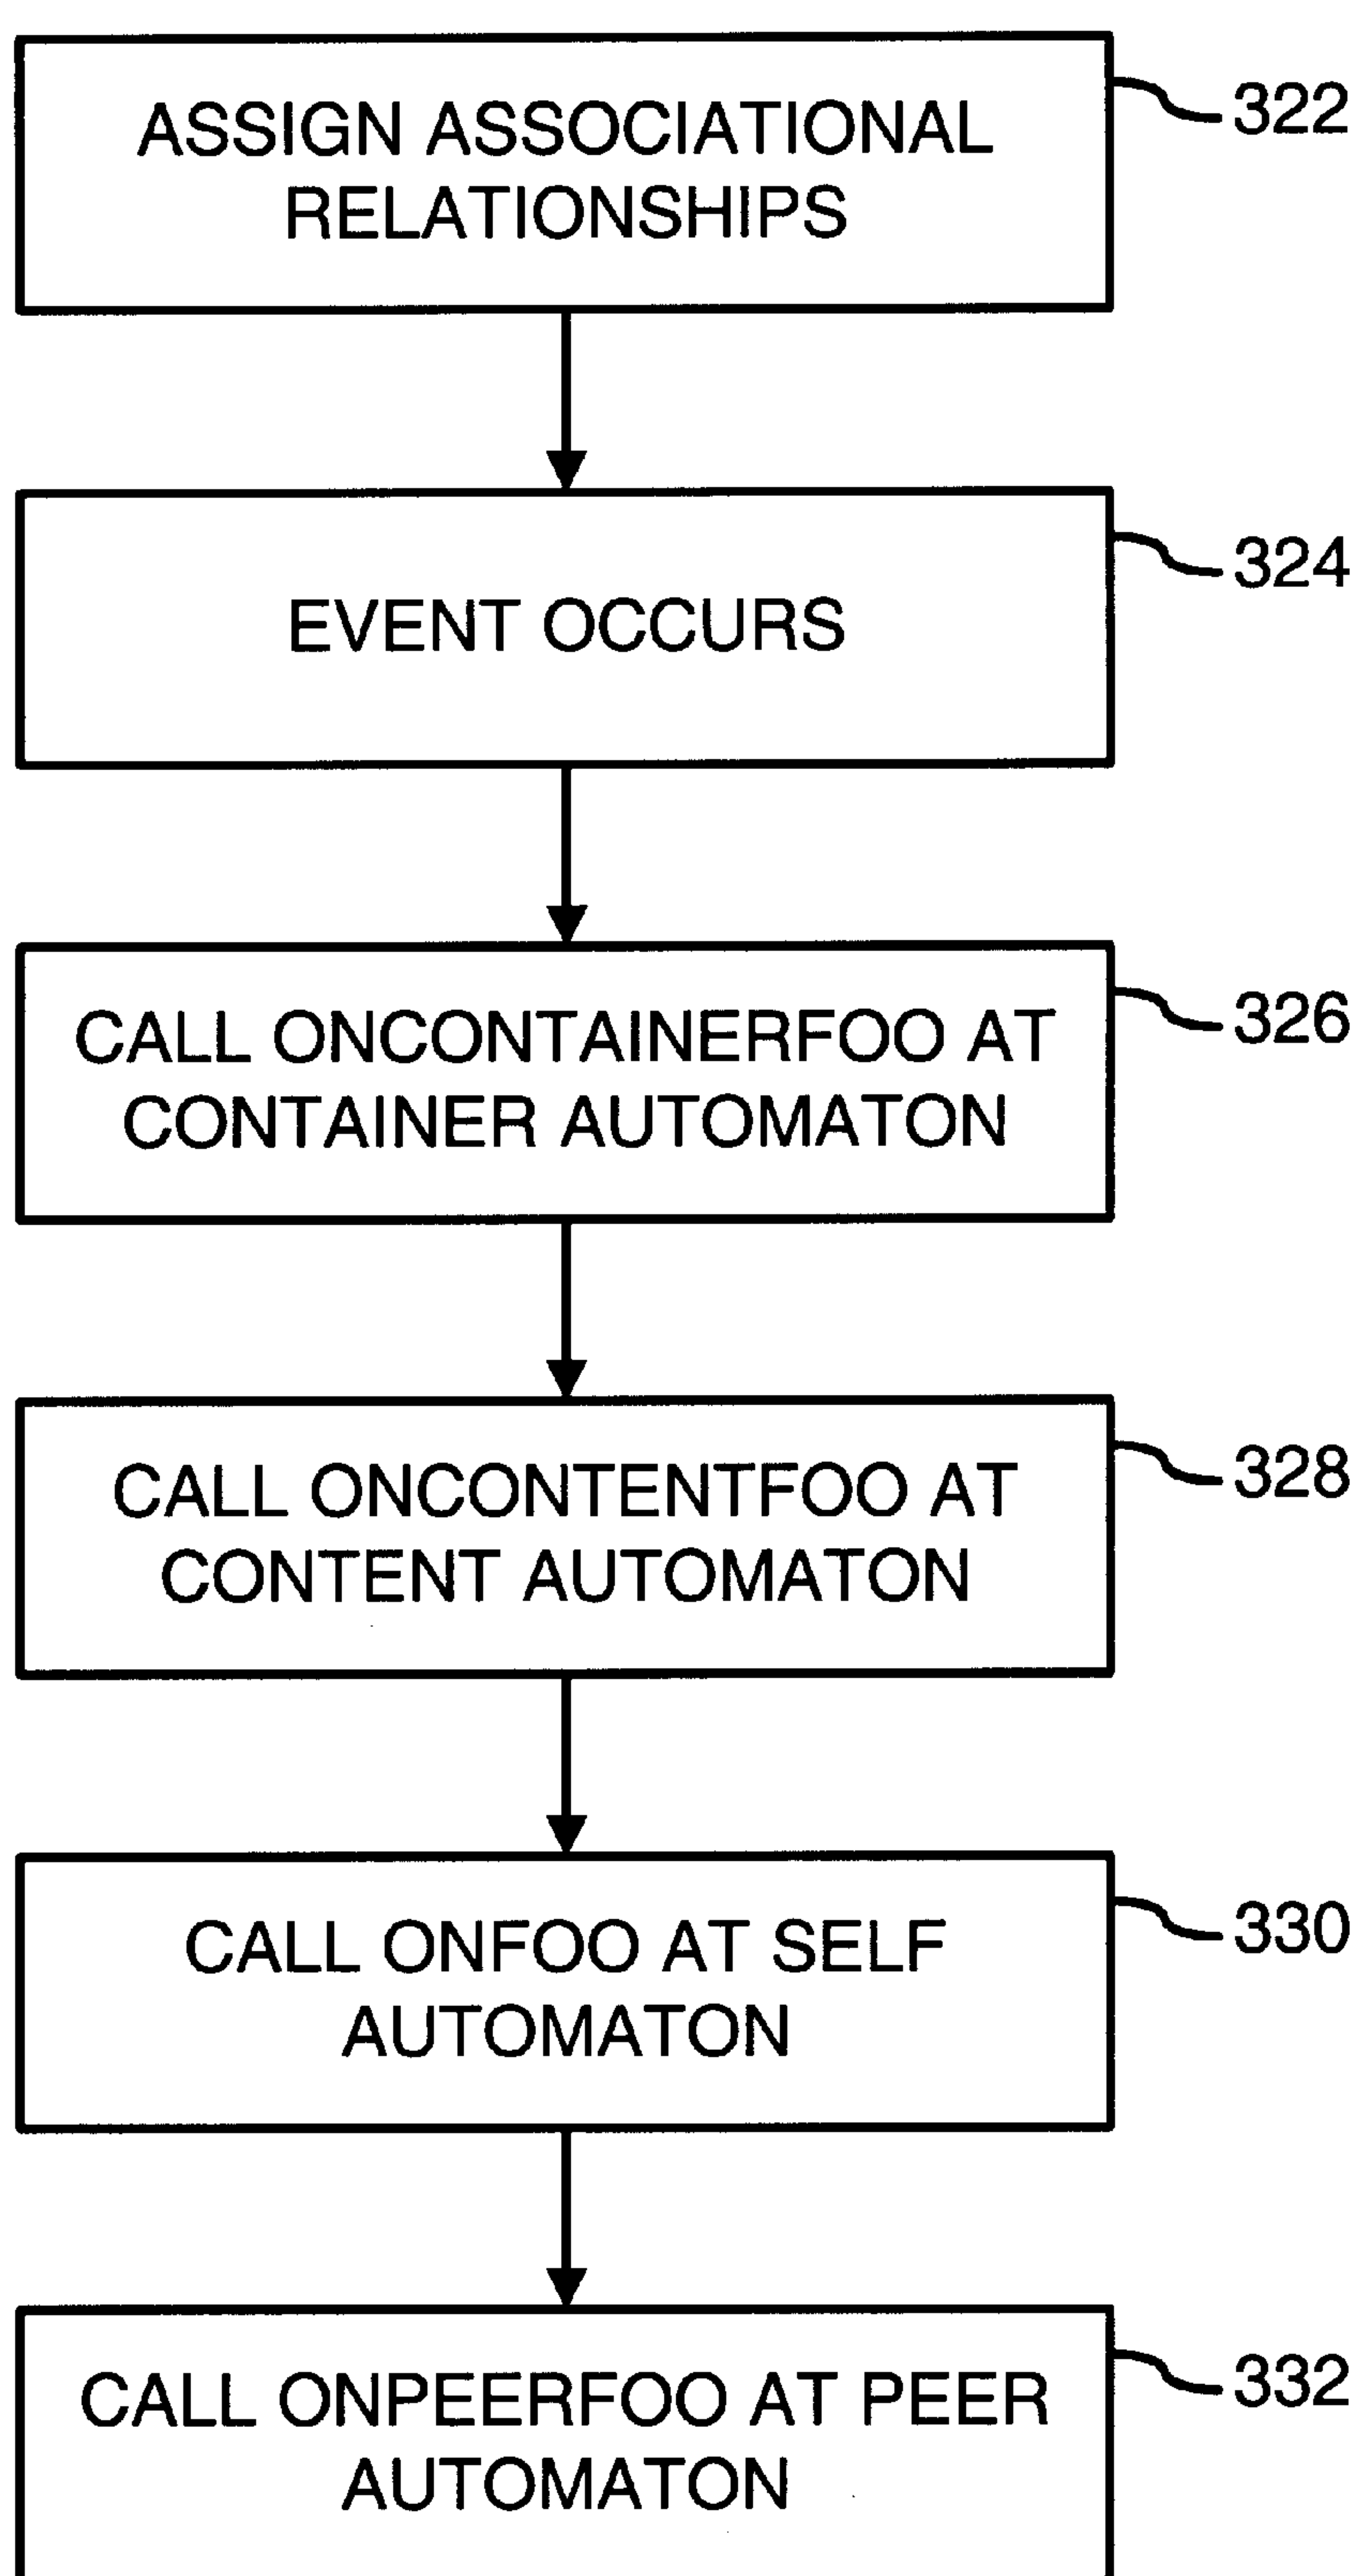 ASSIGN ASSOCIATIONAL
RELATIONSHIPS
322
EVENT OCCURS
324
CALL ONCONTAINERFOO AT
CONTAINER AUTOMATON
326
CALL ONCONTENTFOO AT
CONTENT AUTOMATON
328
CALL ONFOO AT SELF
AUTOMATON
330
CALL ONPEERFOO AT PEER
AUTOMATON
332